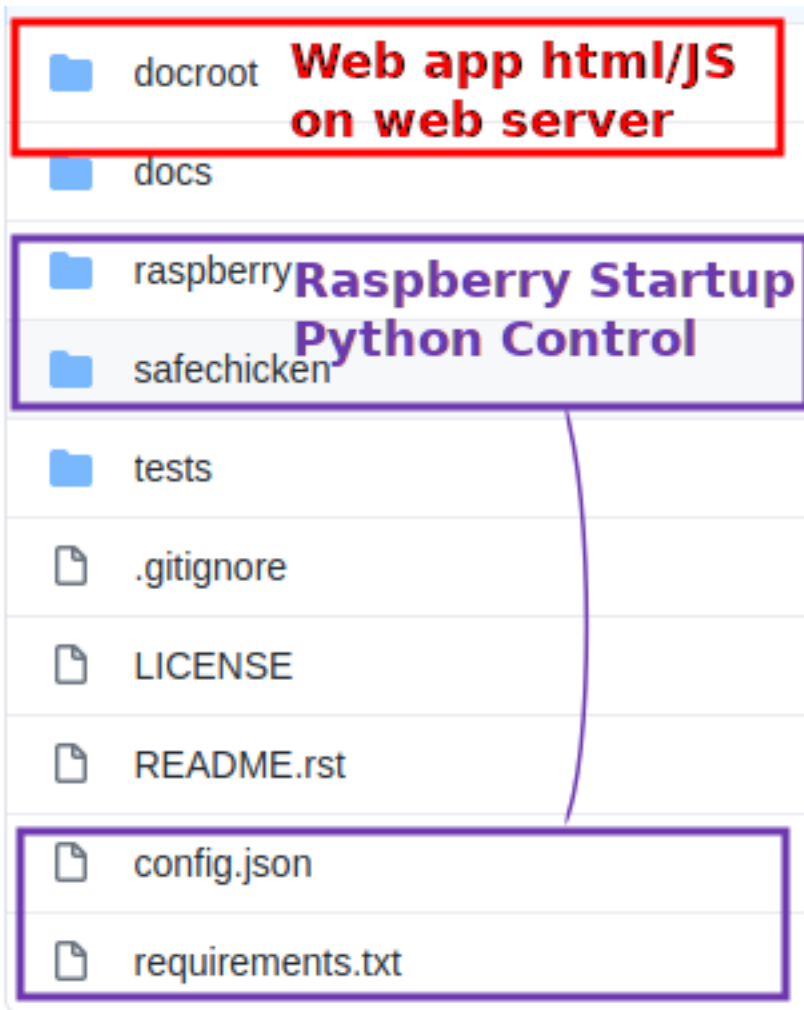 docroot
Web app html/JS
on web server
docs
raspberry
Raspberry Startup
Python Control
safechicken
tests
.gitignore
LICENSE
README.rst
config.json
requirements.txt